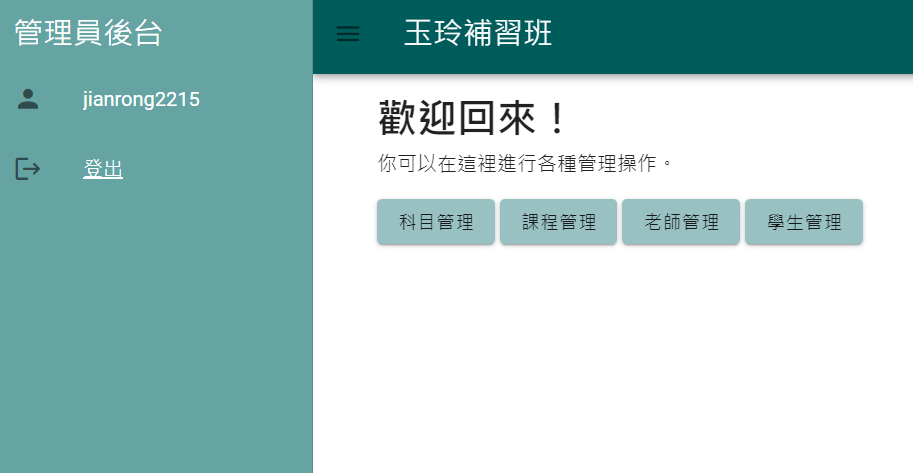 管理員後台
jianrong2215
登出
玉玲補習班
歡迎回來！
你可以在這裡進行各種管理操作。
科目管理 課程管理 老師管理 學生管理